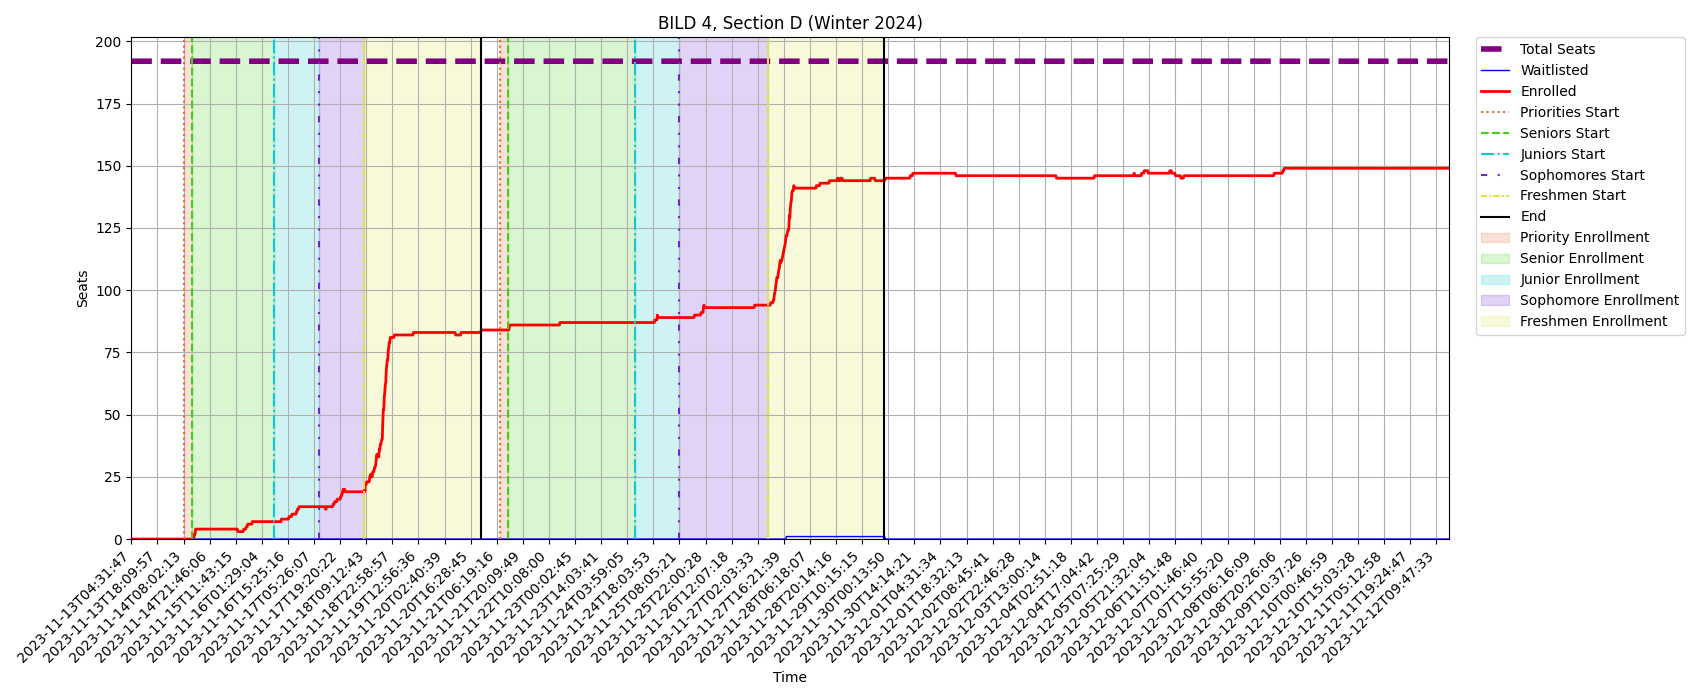 BILD 4, Section D (Winter 2024)
200
175
150
125
100
75
50
25
0
Seats
2023-11-13T04:31:47
2023-11-13T18:09:57
2023-11-14T08:02:13
2023-11-14T21:46:06
2023-11-15T11:43:15
2023-11-16T01:29:04
2023-11-16T15:25:16
2023-11-17T05:26:07
2023-11-17T19:20:22
2023-11-18T09:12:43
2023-11-18T22:58:57
2023-11-19T12:56:36
2023-11-20T02:40:39
2023-11-20T16:28:45
2023-11-21T06:19:16
2023-11-21T20:09:49
2023-11-22T10:08:00
2023-11-23T00:02:45
2023-11-23T14:03:41
2023-11-24T03:59:05
2023-11-24T18:03:53
2023-11-25T08:05:21
2023-11-25T22:00:28
2023-11-26T12:07:18
2023-11-27T02:03:33
2023-11-27T16:21:39
2023-11-28T06:18:07
2023-11-28T20:14:16
2023-11-29T10:15:15
2023-11-30T00:13:50
2023-11-30T14:14:21
2023-12-01T04:31:34
2023-12-01T18:32:13
2023-12-02T08:45:41
2023-12-02T22:46:28
2023-12-03T13:00:14
2023-12-04T02:51:18
2023-12-04T17:04:42
2023-12-05T07:25:29
2023-12-05T21:32:04
2023-12-06T11:51:48
2023-12-07T01:46:40
2023-12-07T15:55:20
2023-12-08T06:16:09
2023-12-08T20:26:06
2023-12-09T10:37:26
2023-12-10T00:46:59
2023-12-10T15:03:28
2023-12-11T05:12:58
2023-12-11T19:24:47
2023-12-12T09:47:33
Time
Total Seats
Waitlisted
Enrolled
Priorities Start
Seniors Start
Juniors Start
Sophomores Start
Freshmen Start
End
Priority Enrollment
Senior Enrollment
Junior Enrollment
Sophomore Enrollment
Freshmen Enrollment